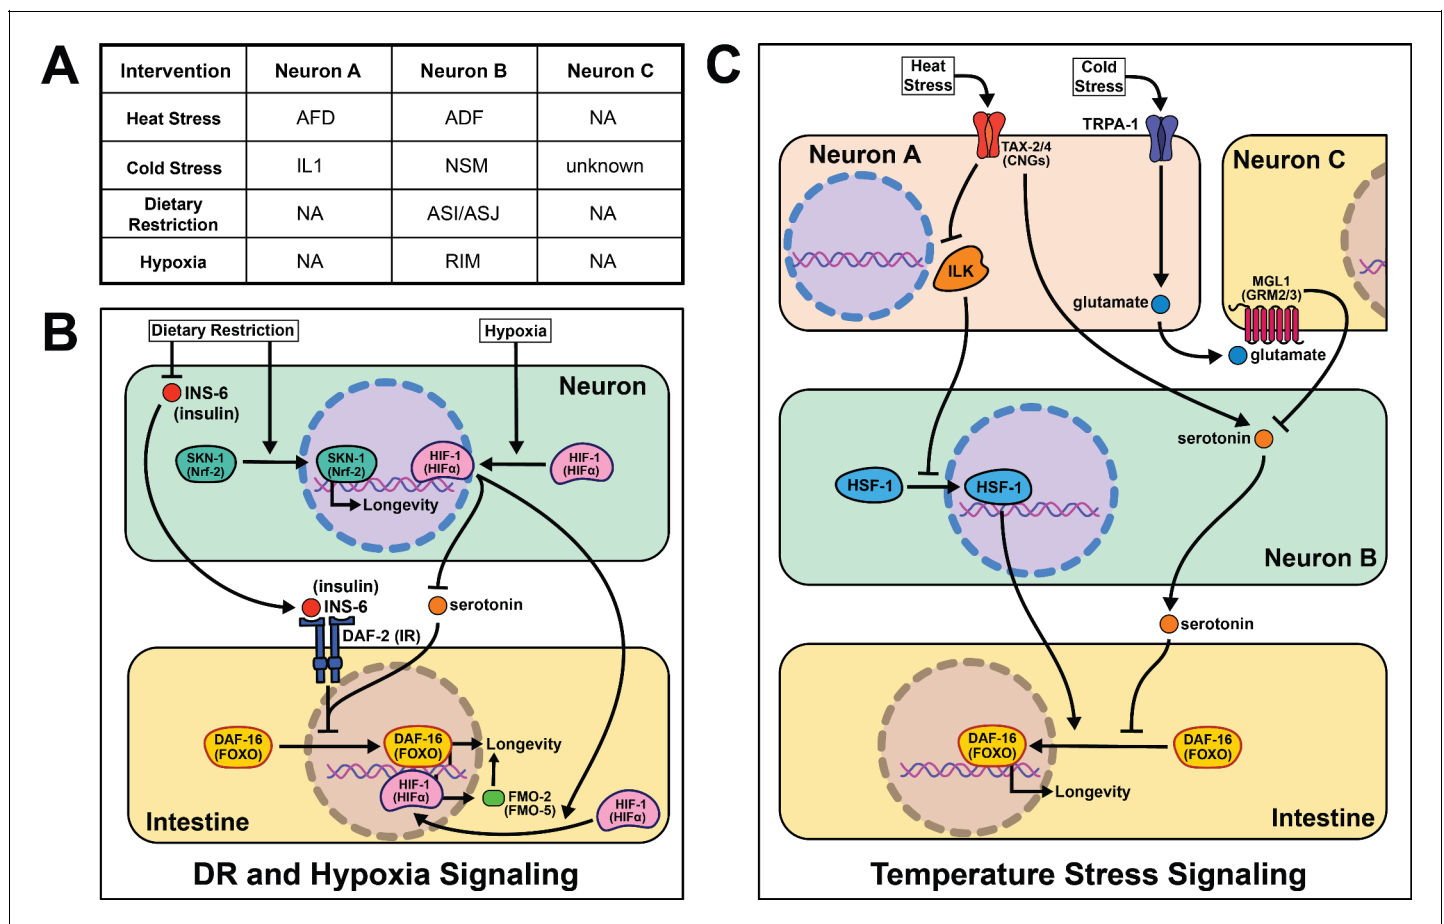 A
Intervention Neuron A Neuron B Neuron C
Heat Stress AFD ADF NA
Cold Stress IL1 NSM unknown
Dietary
Restriction NA ASI/ASJ NA
Hypoxia NA RIM NA
B
Dietary Restriction
Hypoxia
Neuron
INS-6
(insulin)
SKN-1
(Nrf-2)
SKN-1
(Nrf-2)
HIF-1
(HIFα)
HIF-1
(HIFα)
Longevity
(insulin)
INS-6
serotonin
DAF-2 (IR)
DAF-16
(FOXO)
DAF-16
(FOXO)
Longevity
HIF-1
(HIFα)
FMO-2
(FMO-5)
HIF-1
(HIFα)
Intestine
DR and Hypoxia Signaling
C
Heat
Stress
Cold
Stress
TRPA-1
Neuron A
TAX-2/4
(CNGs)
Neuron C
ILK
glutamate
MGL1
(GRM2/3)
glutamate
serotonin
HSF-1
HSF-1
Neuron B
serotonin
DAF-16
(FOXO)
DAF-16
(FOXO)
Longevity
Intestine
Temperature Stress Signaling